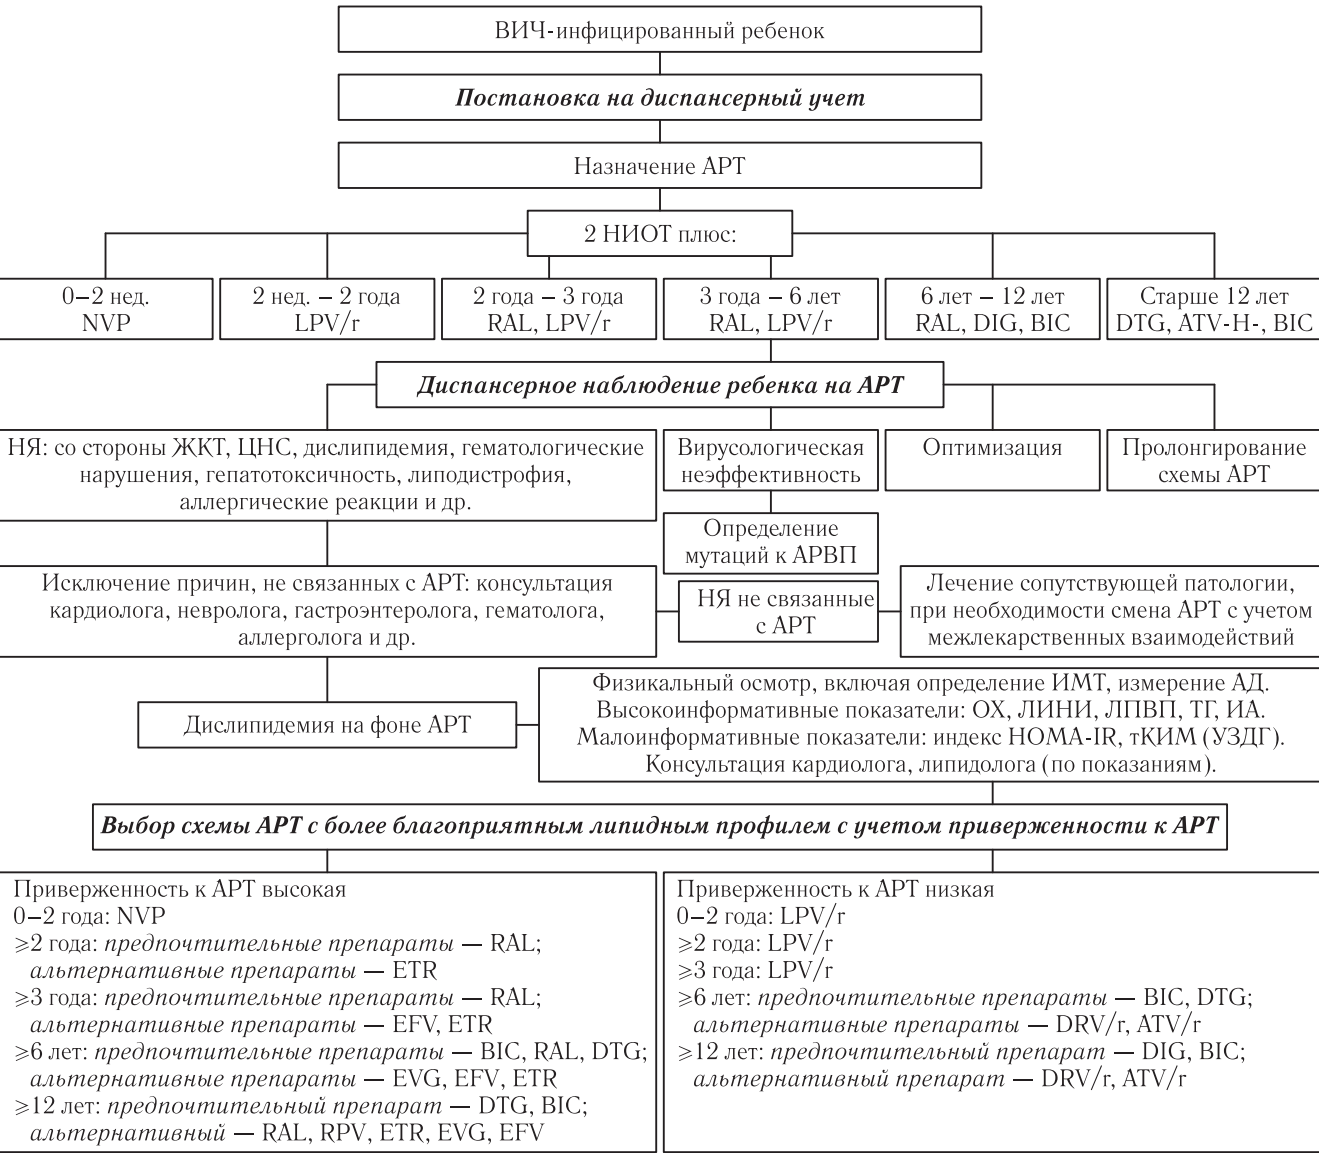 ВИЧ-инфицированный ребенок
Постановка на диспансерный учет
Назначение АРТ
2 НИОТ плюс:
0–2 нед.
NVP
2 нед. – 2 года
LPV/r
2 года – 3 года
RAL, LPV/r
3 года – 6 лет
RAL, LPV/r
6 лет – 12 лет
RAL, DIG, BIC
Старше 12 лет
DTG, ATV-H-, BIC
Диспансерное наблюдение ребенка на АРТ
НЯ: со стороны ЖКТ, ЦНС, дислипидемия, гематологические
нарушения, гепатотоксичность, липодистрофия,
аллергические реакции и др.
Вирусологическая
неэффективность
Оптимизация
Пролонгирование
схемы АРТ
Определение
мутаций к АРВП
Исключение причин, не связанных с АРТ: консультация
кардиолога, невролога, гастроэнтеролога, гематолога,
аллерголога и др.
НЯ не связанные
с АРТ
Лечение сопутствующей патологии,
при необходимости смена АРТ с учетом
межлекарственных взаимодействий
Дислипидемия на фоне АРТ
Физикальный осмотр, включая определение ИМТ, измерение АД.
Высокоинформативные показатели: ОХ, ЛИНИ, ЛПВП, ТГ, ИА.
Малоинформативные показатели: индекс HOMA-IR, тКИМ (УЗДГ).
Консультация кардиолога, липидолога (по показаниям).
Выбор схемы АРТ с более благоприятным липидным профилем с учетом приверженности к АРТ
Приверженность к АРТ высокая
0–2 года: NVP
⩾2 года: предпочтительные препараты — RAL;
альтернативные препараты — ETR
⩾3 года: предпочтительные препараты — RAL;
альтернативные препараты — EFV, ETR
⩾6 лет: предпочтительные препараты — BIC, RAL, DTG;
альтернативные препараты — EVG, EFV, ETR
⩾12 лет: предпочтительный препарат — DTG, BIC;
альтернативный — RAL, RPV, ETR, EVG, EFV
Приверженность к АРТ низкая
0–2 года: LPV/r
⩾2 года: LPV/r
⩾3 года: LPV/r
⩾6 лет: предпочтительные препараты — BIC, DTG;
альтернативные препараты — DRV/r, ATV/r
⩾12 лет: предпочтительный препарат — DIG, BIC;
альтернативный препарат — DRV/r, ATV/r